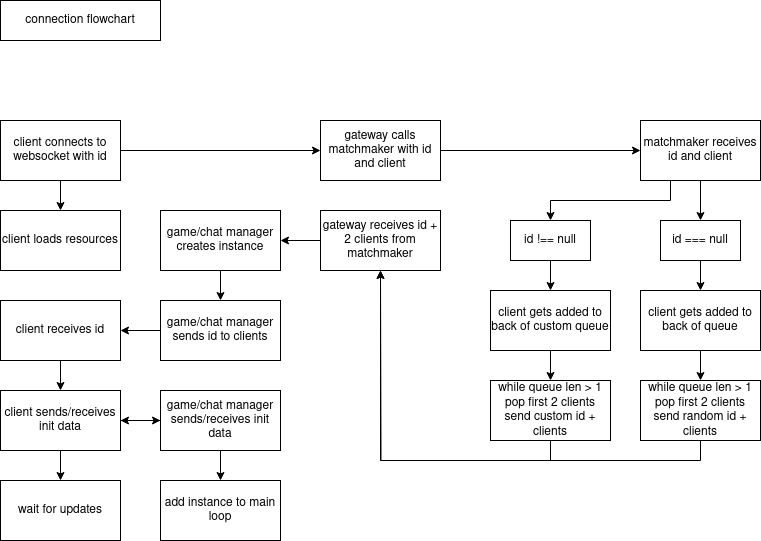 connection flowchart
client connects to
websocket with id
gateway calls
matchmaker with id
and client
matchmaker receives
id and client
client loads resources
game/chat manager
creates instance
gateway receives id +
2 clients from
matchmaker
id !== null
id === null
client receives id
game/chat manager
sends id to clients
client gets added to
back of custom queue
client gets added to
back of queue
client sends/receives
init data
game/chat manager
sends/receives init
data
while queue len > 1
pop first 2 clients
send custom id +
clients
while queue len > 1
pop first 2 clients
send random id +
clients
wait for updates
add instance to main
loop